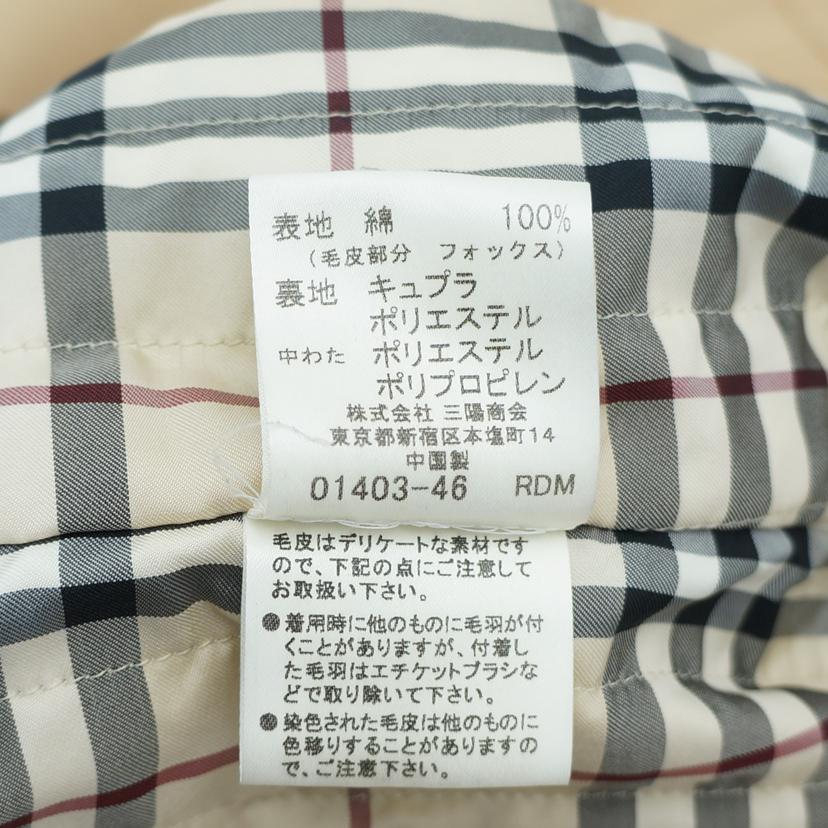 表地 綿 100%
(毛皮部分 フォックス)
裏地 キュプラ
ポリエステル
中わた ポリエステル
ポリプロピレン
株式会社 三陽商会
東京都新宿区本塩町14
中国製
01403-46 RDM
毛皮はデリケートな素材です
ので、下記の点にご注意して
お取扱い下さい。
●着用時に他のものに毛羽が付
くことがありますが、付着し
た毛羽はエチケットブラシな
どで取り除いて下さい。
●染色された毛皮は他のものに
色移りすることがありますの
で、ご注意下さい。